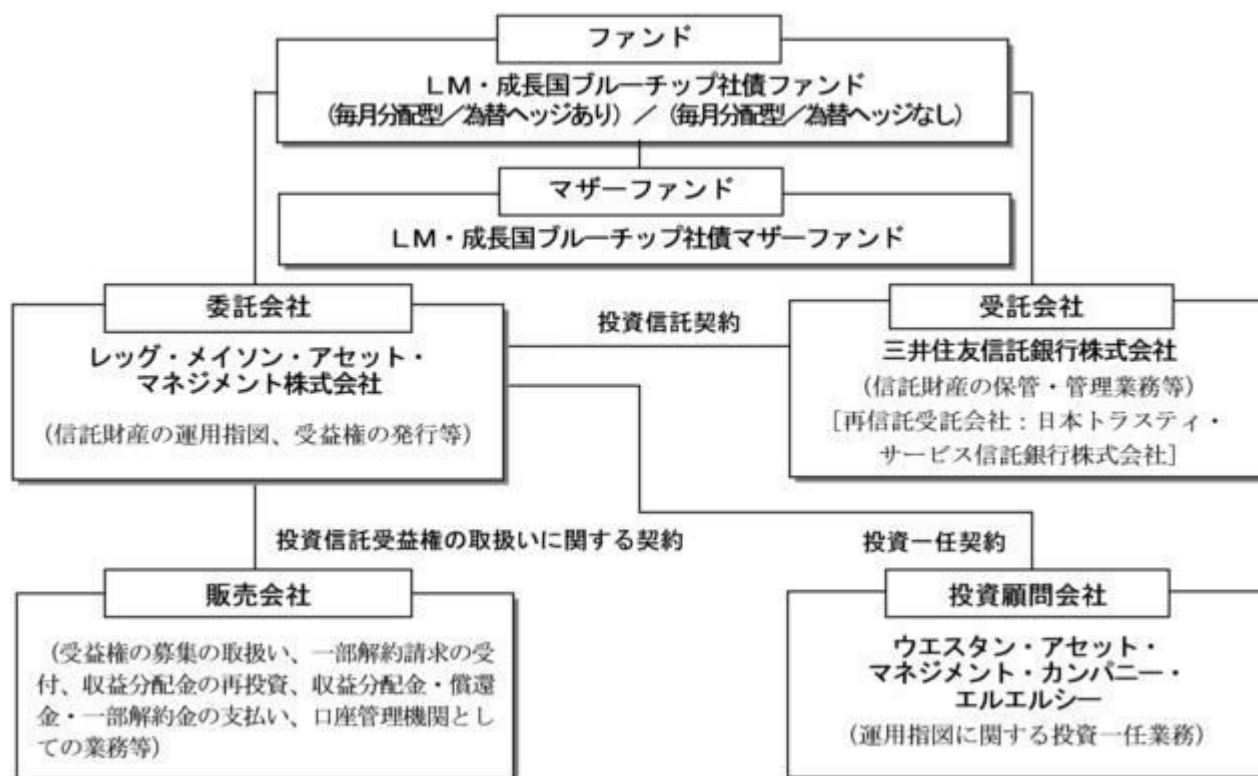 ファンド
LM・成長国ブルーチップ社債ファンド
(毎月分配型/為替ヘッジあり)/(毎月分配型/為替ヘッジなし)
マザーファンド
LM・成長国ブルーチップ社債マザーファンド
委託会社
レッグ・メイソン・アセット・
マネジメント株式会社
(信託財産の運用指図、受益権の発行等)
投資信託契約
受託会社
三井住友信託銀行株式会社
(信託財産の保管・管理業務等)
[再信託受託会社:日本トラスティ・
サービス信託銀行株式会社]
投資信託受益権の取扱いに関する契約
投資一任契約
販売会社
(受益権の募集の取扱い、一部解約請求の受
付、収益分配金の再投資、収益分配金・償還
金・一部解約金の支払い、口座管理機関とし
ての業務等)
投資顧問会社
ウエスタン・アセット・
マネジメント・カンパニー・
エルエルシー
(運用指図に関する投資一任業務)